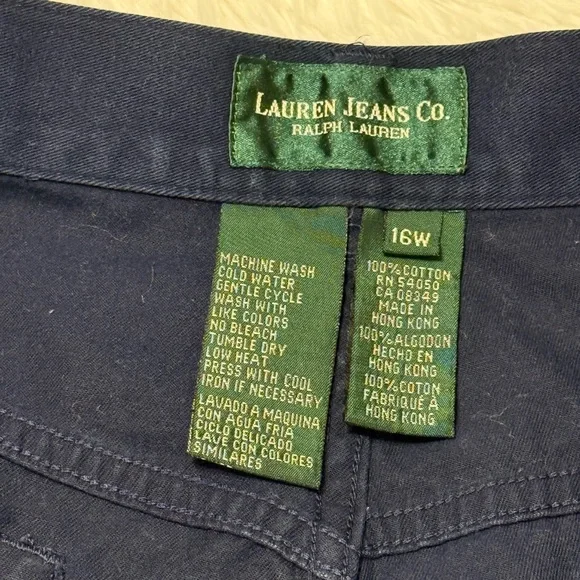 LAUREN JEANS CO.
RALPH LAUREN
MACHINE WASH
COLD WATER
GENTLE CYCLE
WASH WITH
LIKE COLORS
NO BLEACH
TUMBLE DRY
LOW HEAT
PRESS WITH COOL
IRON IF NECESSARY
LAVADO A MAQUINA
CON AGUA FRIA
CICLO DELICADO
LAVE CON COLORES
SIMILARES
16W
100% COTTON
RN 54050
CA 08349
MADE IN
HONG KONG
100% ALGODON
HECHO EN
HONG KONG
100% COTON
FABRIQUÉ À
HONG KONG